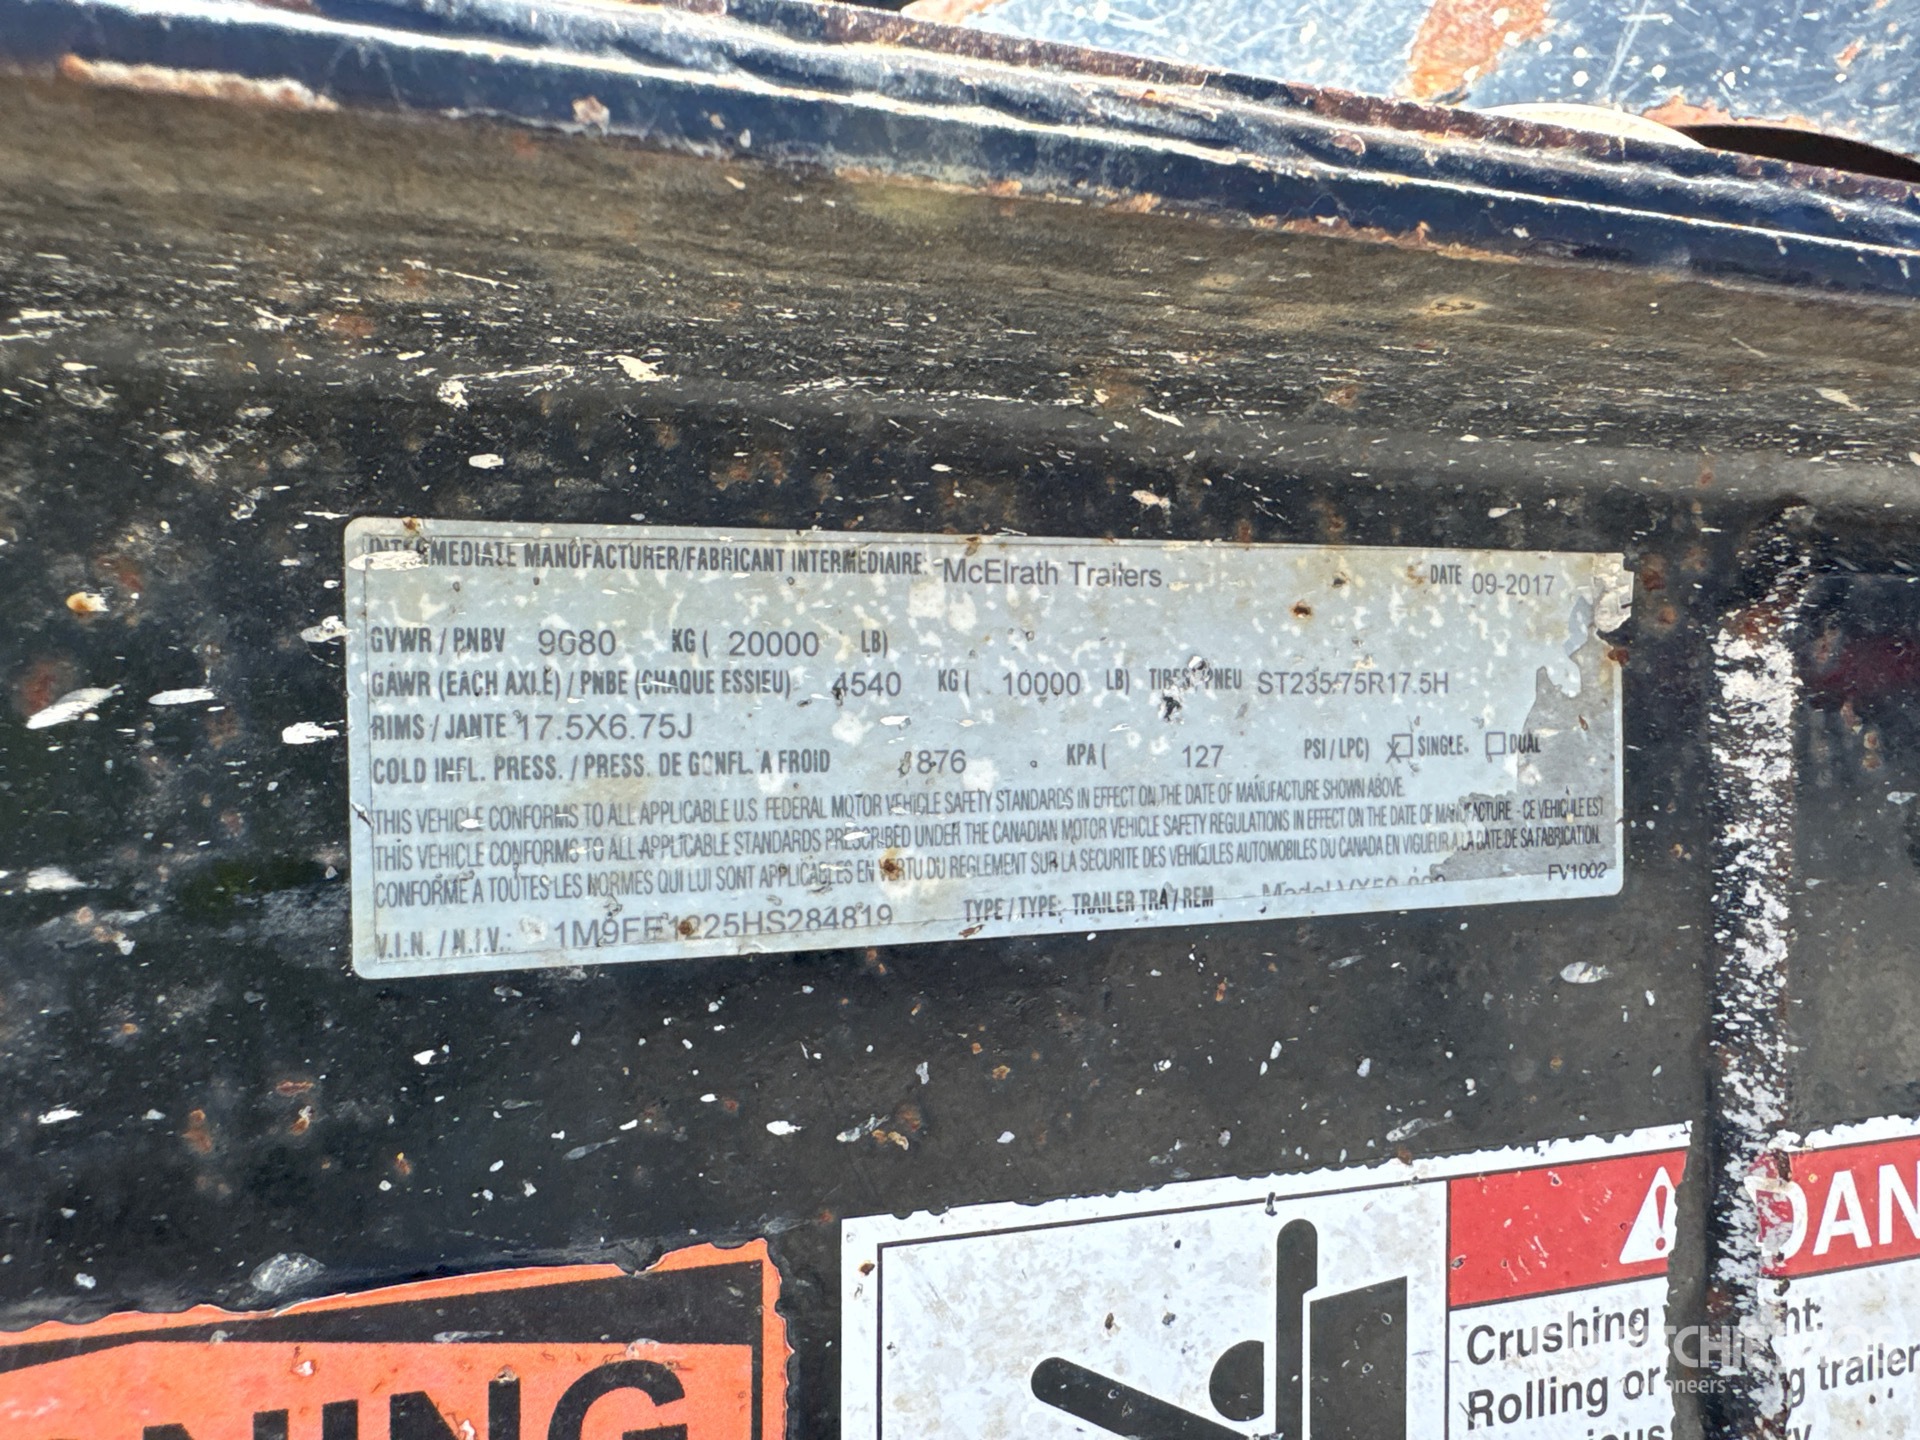 INTERMEDIATE MANUFACTURER/FABRICANT INTERMEDIAIRE: McElrath Trailers DATE 09-2017
GVWR / PNBV 9080 KG ( 20000 LB)
GAWR (EACH AXLE) / PNBE (CHAQUE ESSIEU) 4540 KG ( 10000 LB) TIRES/PNEU ST235/75R17.5H
RIMS / JANTE 17.5X6.75J
COLD INFL. PRESS. / PRESS. DE GONFL. A FROID 876 KPA ( 127 PSI / LPC) X SINGLE DUAL
THIS VEHICLE CONFORMS TO ALL APPLICABLE U.S. FEDERAL MOTOR VEHICLE SAFETY STANDARDS IN EFFECT ON THE DATE OF MANUFACTURE SHOWN ABOVE.
THIS VEHICLE CONFORMS TO ALL APPLICABLE STANDARDS PRESCRIBED UNDER THE CANADIAN MOTOR VEHICLE SAFETY REGULATIONS IN EFFECT ON THE DATE OF MANUFACTURE - CE VEHICULE EST
CONFORME A TOUTES LES NORMES QUI LUI SONT APPLICABLES EN VERTU DU REGLEMENT SUR LA SECURITE DES VEHICULES AUTOMOBILES DU CANADA EN VIGUEUR A LA DATE DE SA FABRICATION.
V.I.N. / N.I.V.: 1M9FE1225HS284819 TYPE / TYPE: TRAILER TRA / REM Model FV1002
DAN
Crushing
Rolling or trailer
NING